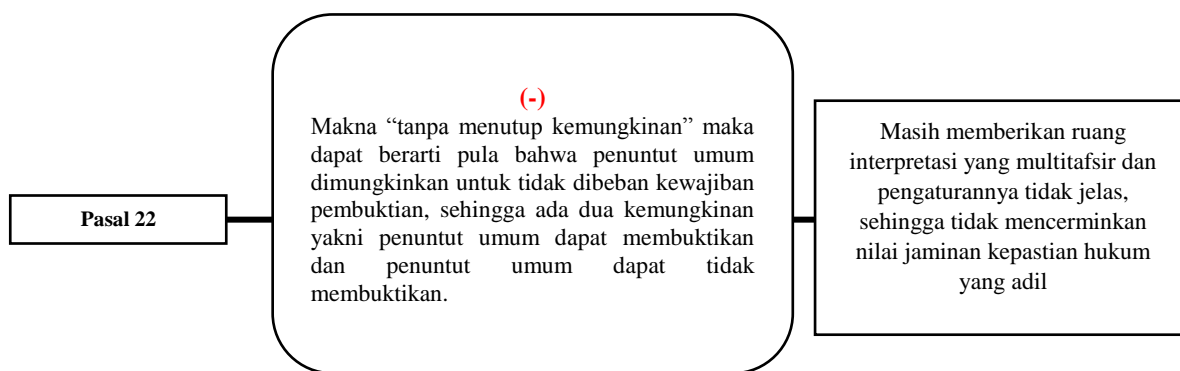 Pasal 22
(-)
Makna “tanpa menutup kemungkinan” maka
dapat berarti pula bahwa penuntut umum
dimungkinkan untuk tidak dibeban kewajiban
pembuktian, sehingga ada dua kemungkinan
yakni penuntut umum dapat membuktikan
dan penuntut umum dapat tidak
membuktikan.
Masih memberikan ruang
interpretasi yang multitafsir dan
pengaturannya tidak jelas,
sehingga tidak mencerminkan
nilai jaminan kepastian hukum
yang adil